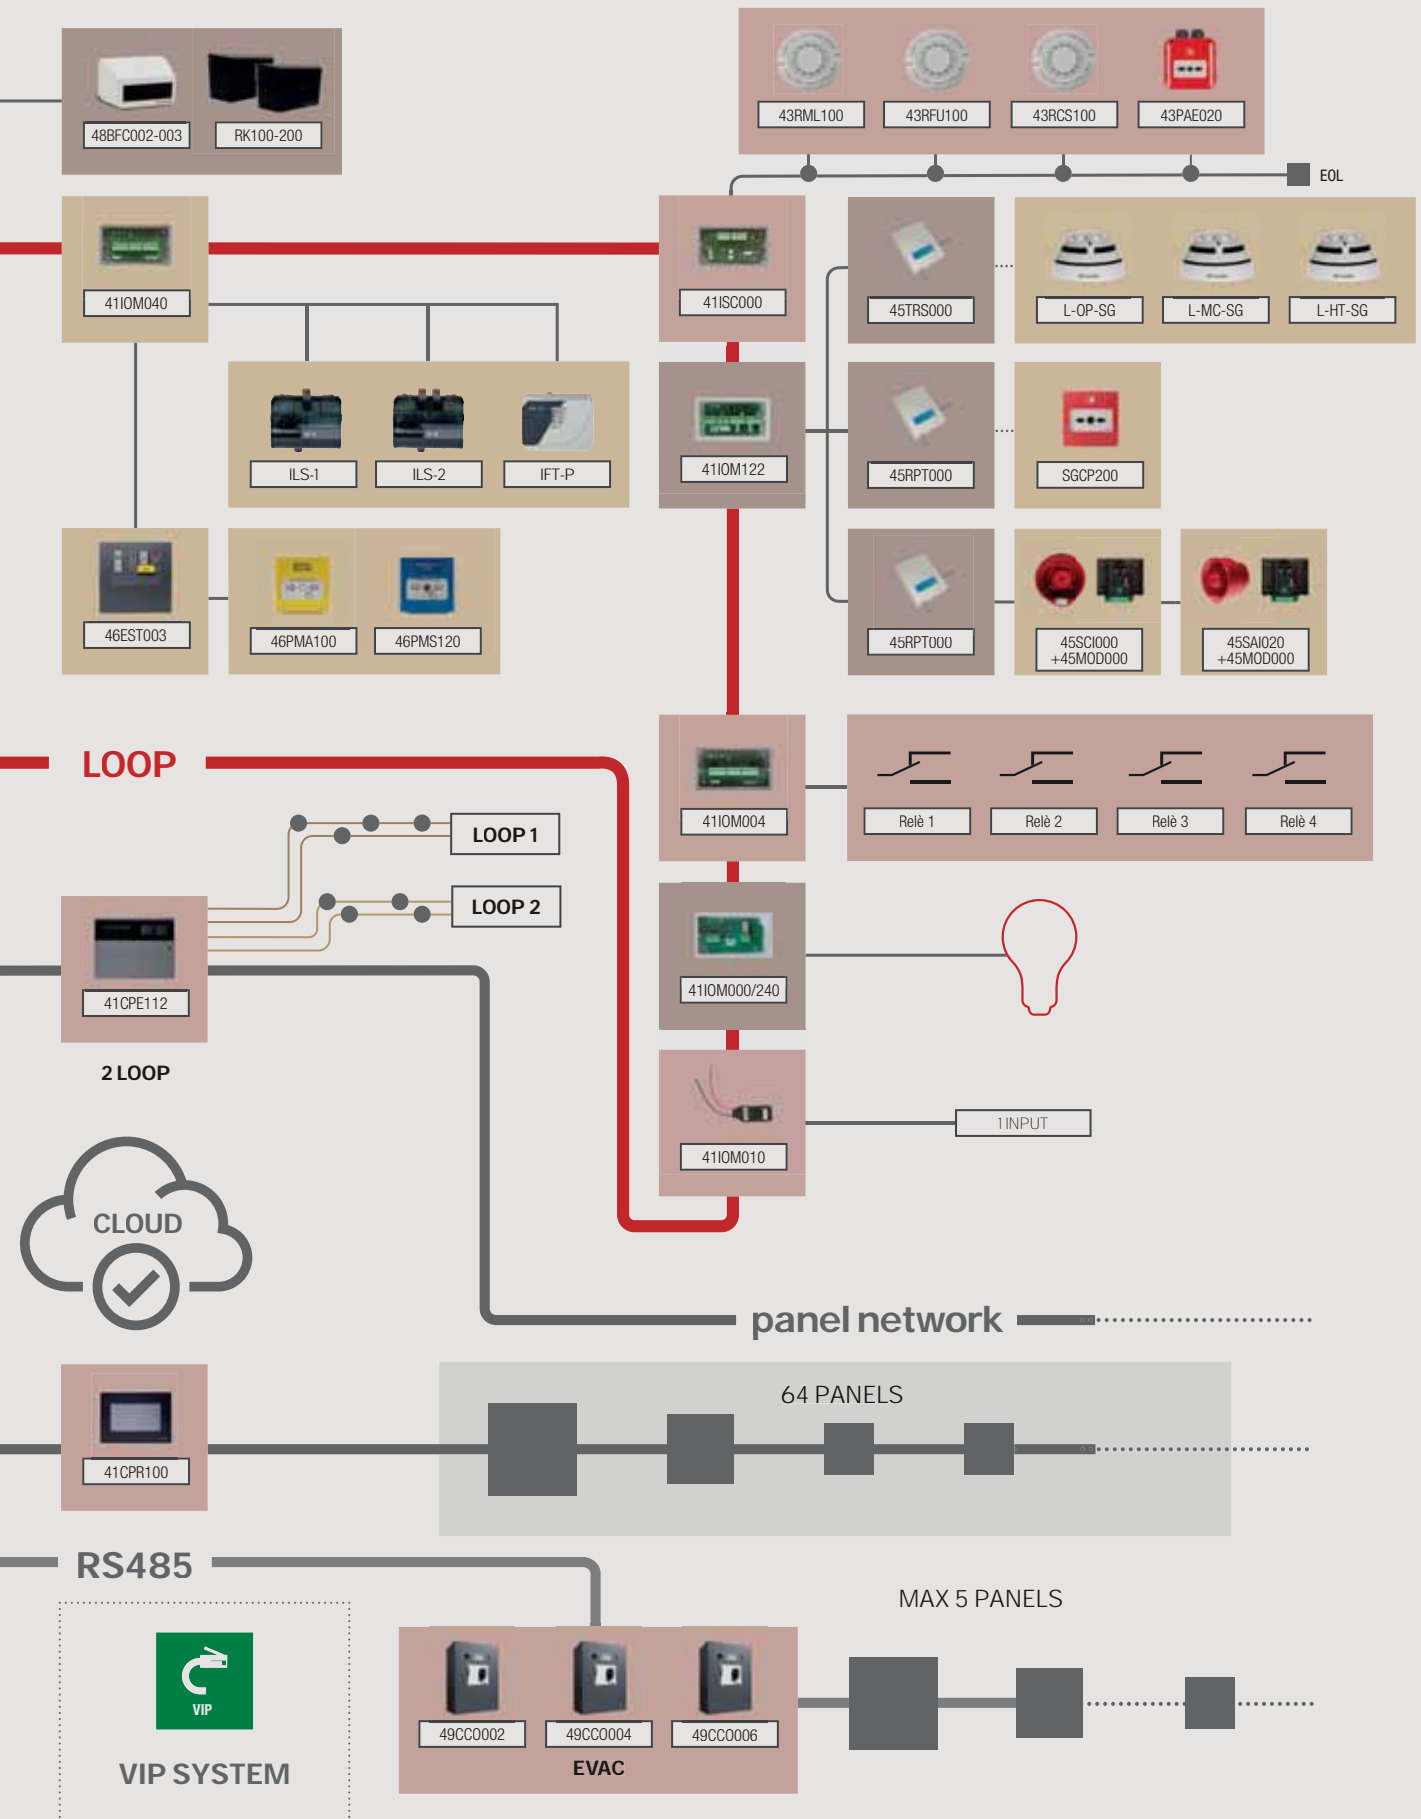 48BFC002-003
RK100-200
43RML100
43RFU100
43RCS100
43PAE020
EOL
41IOM040
41ISC000
45TRS000
L-OP-SG
L-MC-SG
L-HT-SG
ILS-1
ILS-2
IFT-P
41IOM122
45RPT000
SGCP200
46EST003
46PMA100
46PMS120
45RPT000
45SCI000
+45MOD000
45SAI020
+45MOD000
LOOP
41IOM004
Relè 1
Relè 2
Relè 3
Relè 4
LOOP 1
LOOP 2
41CPE112
2 LOOP
41IOM000/240
41IOM010
1 INPUT
CLOUD
panel network
41CPR100
64 PANELS
RS485
MAX 5 PANELS
VIP
VIP SYSTEM
49CCO002
49CCO004
49CCO006
EVAC